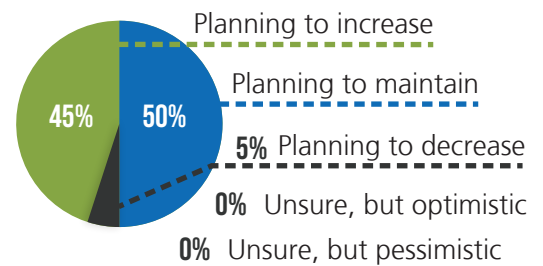 Planning to increase
Planning to maintain
45% 50%
5% Planning to decrease
0% Unsure, but optimistic
0% Unsure, but pessimistic